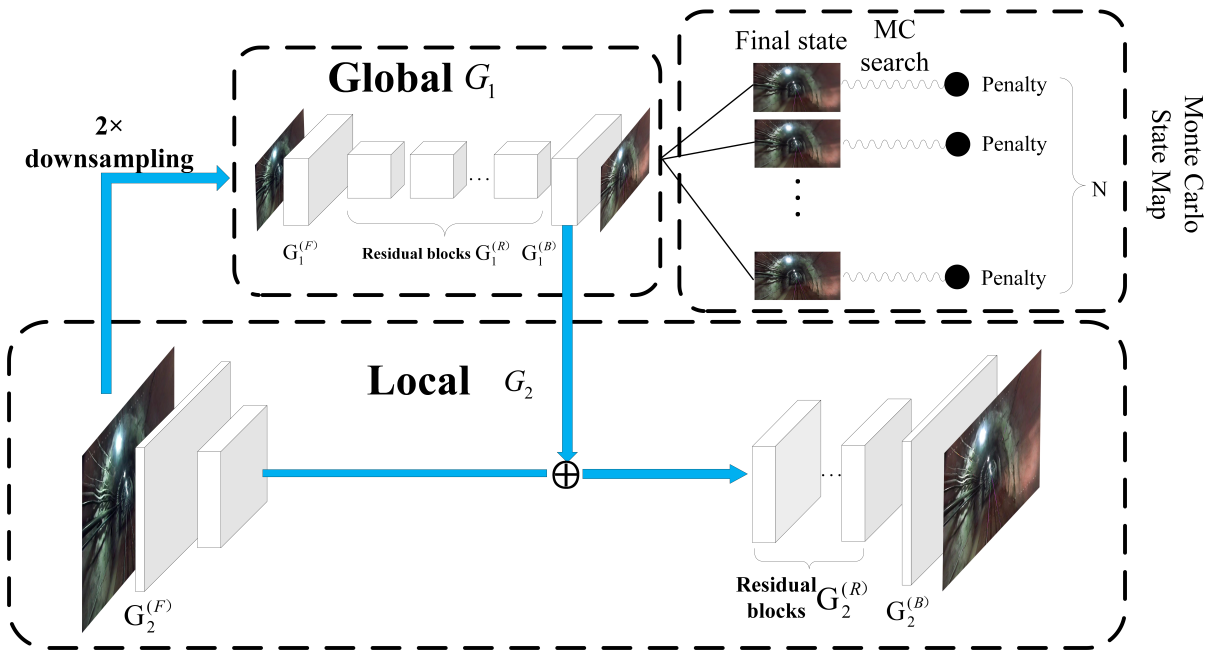 Final state
MC
search
Global G₁
Penalty
2×
downsampling
Penalty
...
N
Monte Carlo
State Map
G₁⁽ᶠ⁾
Residual blocks G₁⁽ᴿ⁾
G₁⁽ᴮ⁾
Penalty
Local G₂
...
Residual
blocks G₂⁽ᴿ⁾
G₂⁽ᶠ⁾
G₂⁽ᴮ⁾